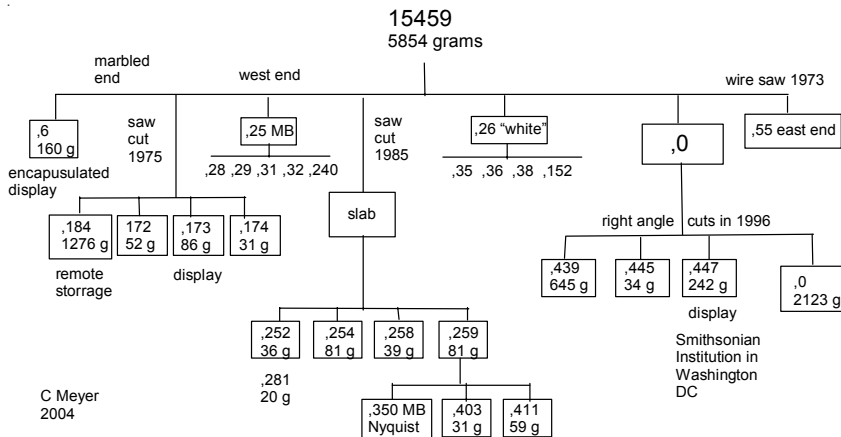 15459
5854 grams
marbled
end
west end
wire saw 1973
,6
160 g
encapusulated
display
saw
cut
1975
,25 MB
,28 ,29 ,31 ,32 ,240
saw
cut
1985
,26 “white”
,35 ,36 ,38 ,152
,0
,55 east end
,184
1276 g
remote
storrage
172
52 g
,173
86 g
display
,174
31 g
slab
right angle cuts in 1996
,439
645 g
,445
34 g
,447
242 g
display
Smithsonian
Institution in
Washington
DC
,0
2123 g
,252
36 g
,281
20 g
,254
81 g
,258
39 g
,259
81 g
,350 MB
Nyquist
,403
31 g
,411
59 g
C Meyer
2004